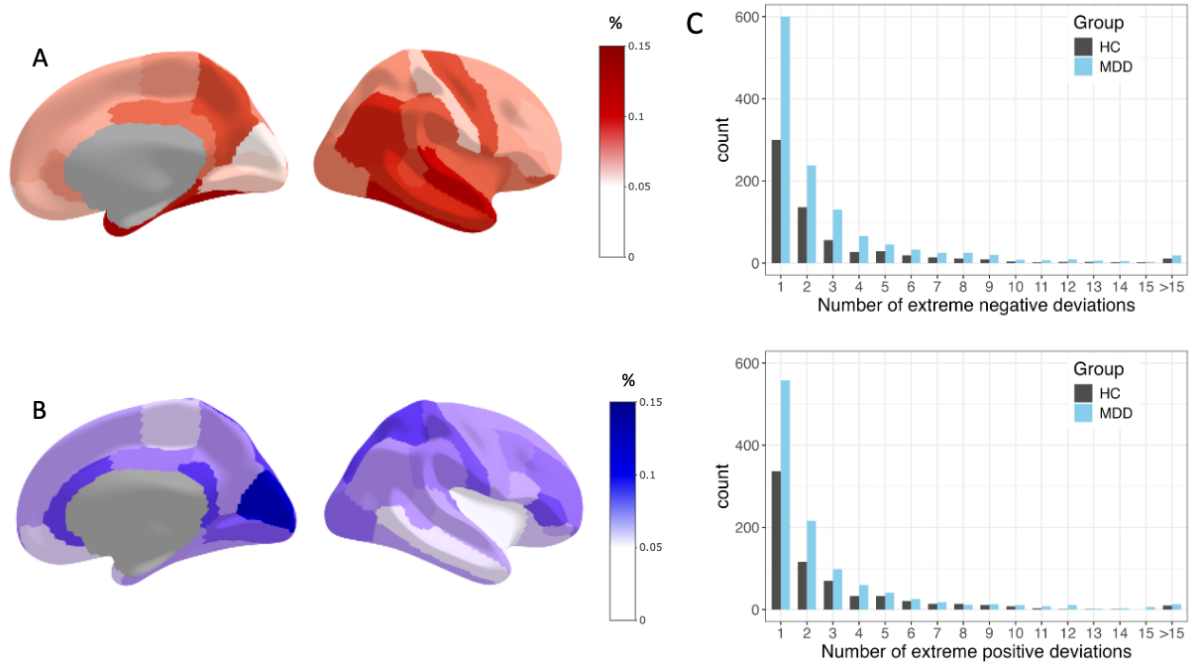 A
%
0.15
0.1
0.05
0
B
%
0.15
0.1
0.05
0
C
600
400
200
0
count
Group
HC
MDD
1 2 3 4 5 6 7 8 9 10 11 12 13 14 15 >15
Number of extreme negative deviations
600
400
200
0
count
Group
HC
MDD
1 2 3 4 5 6 7 8 9 10 11 12 13 14 15 >15
Number of extreme positive deviations